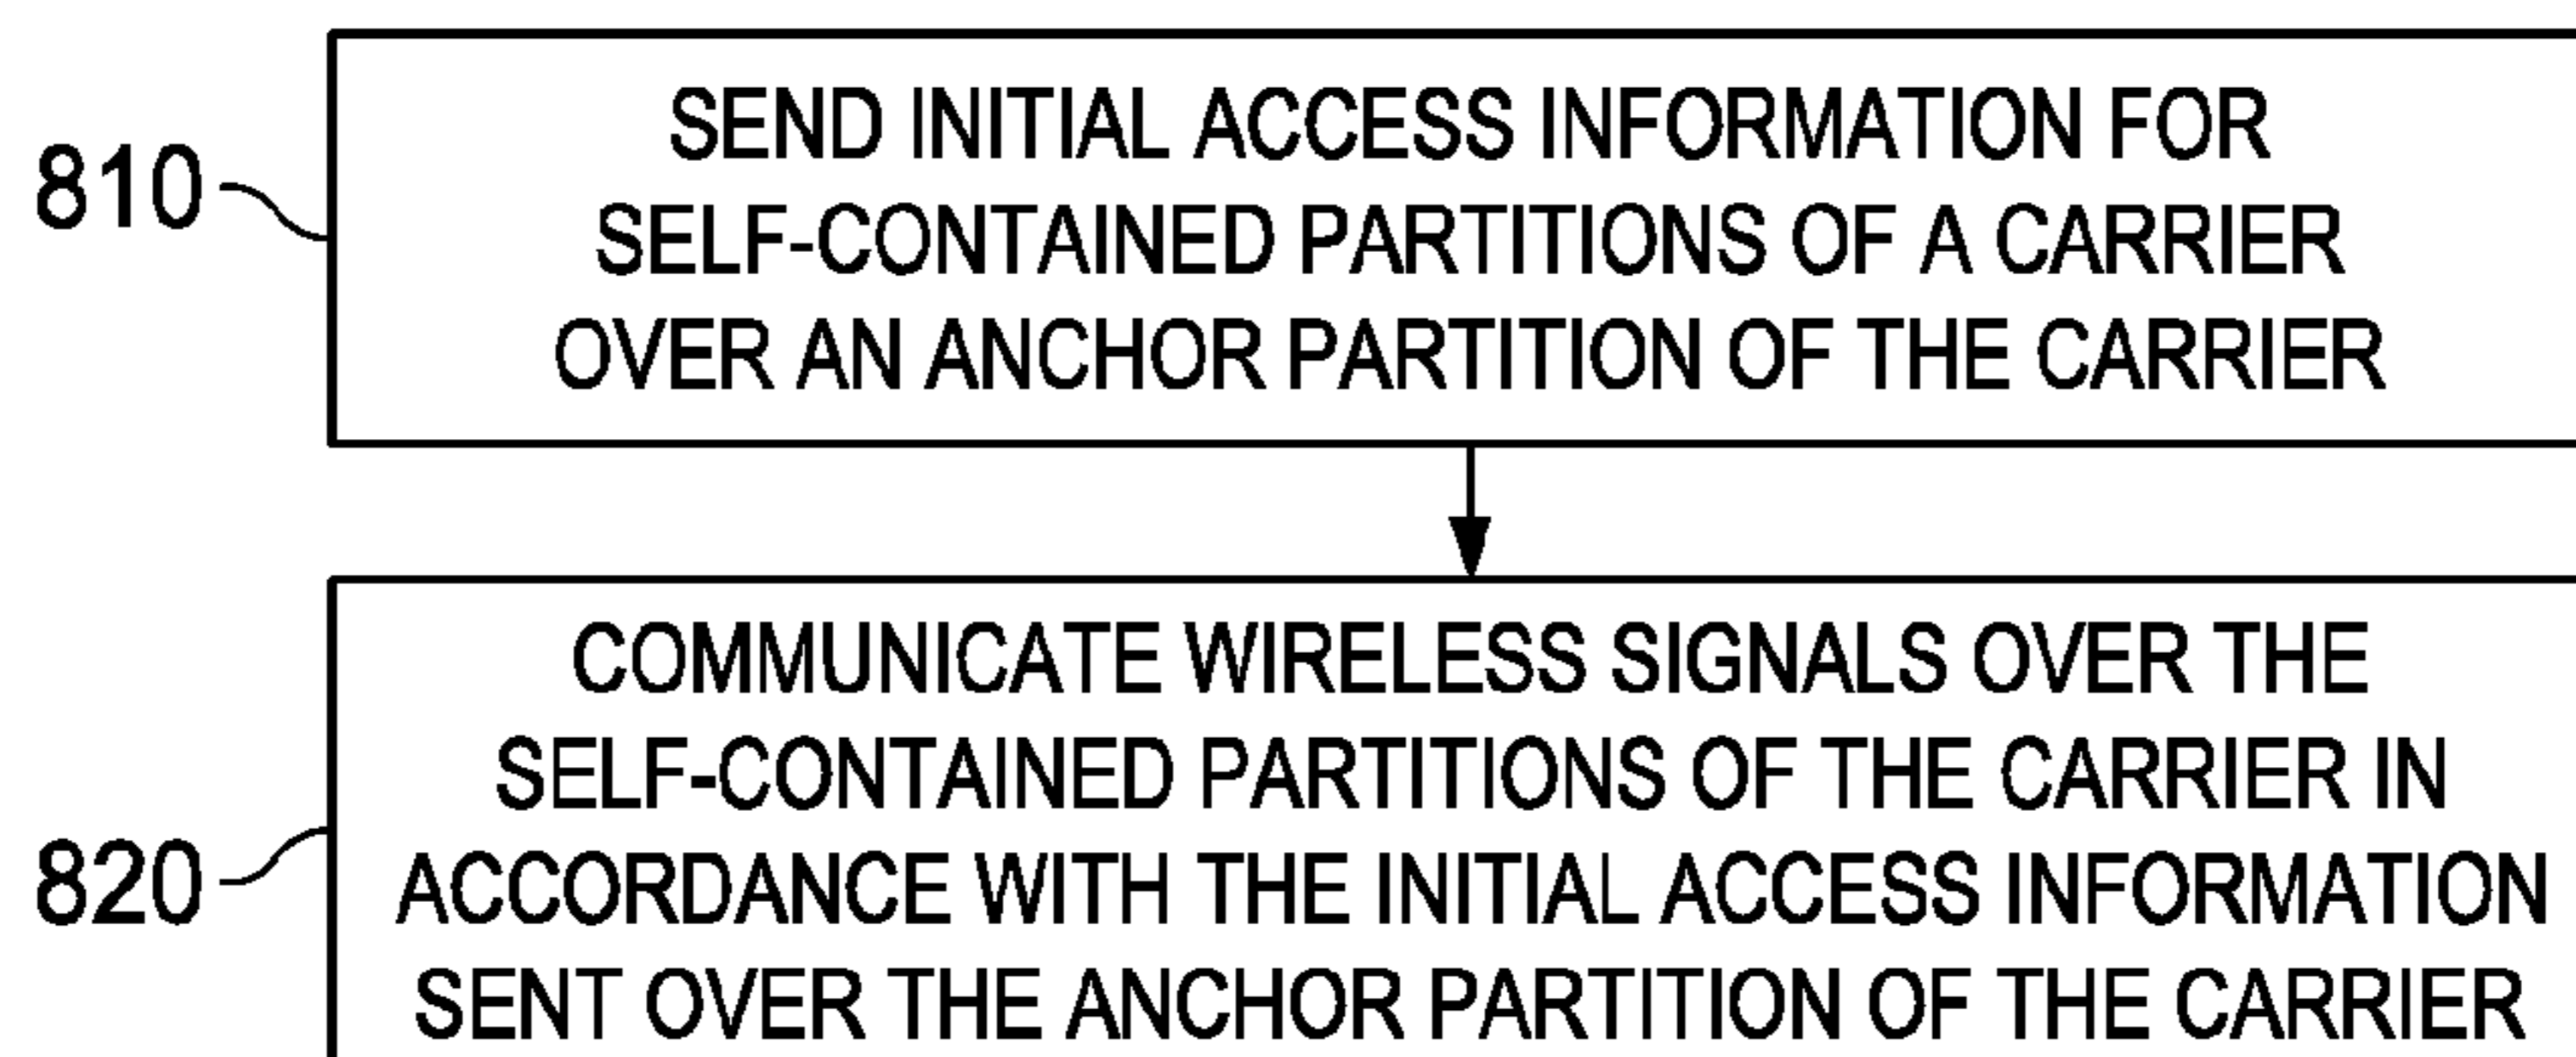 810
SEND INITIAL ACCESS INFORMATION FOR
SELF-CONTAINED PARTITIONS OF A CARRIER
OVER AN ANCHOR PARTITION OF THE CARRIER
820
COMMUNICATE WIRELESS SIGNALS OVER THE
SELF-CONTAINED PARTITIONS OF THE CARRIER IN
ACCORDANCE WITH THE INITIAL ACCESS INFORMATION
SENT OVER THE ANCHOR PARTITION OF THE CARRIER